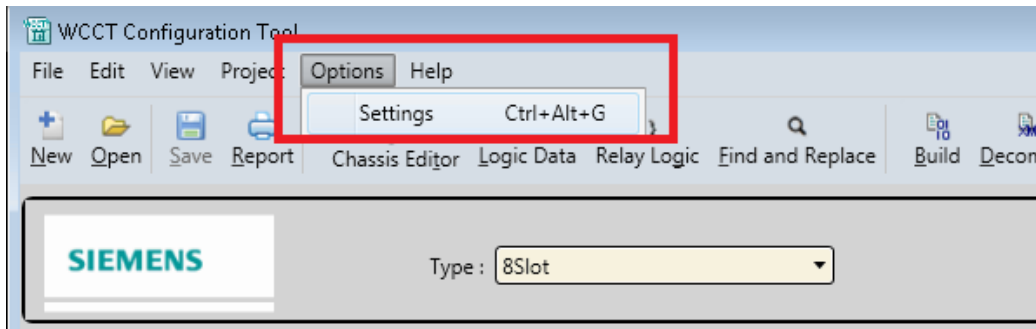 WCCT Configuration Tool
File Edit View Project Options Help
Settings Ctrl+Alt+G
New Open Save Report Chassis Editor Logic Data Relay Logic Find and Replace Build
SIEMENS
Type : 8Slot